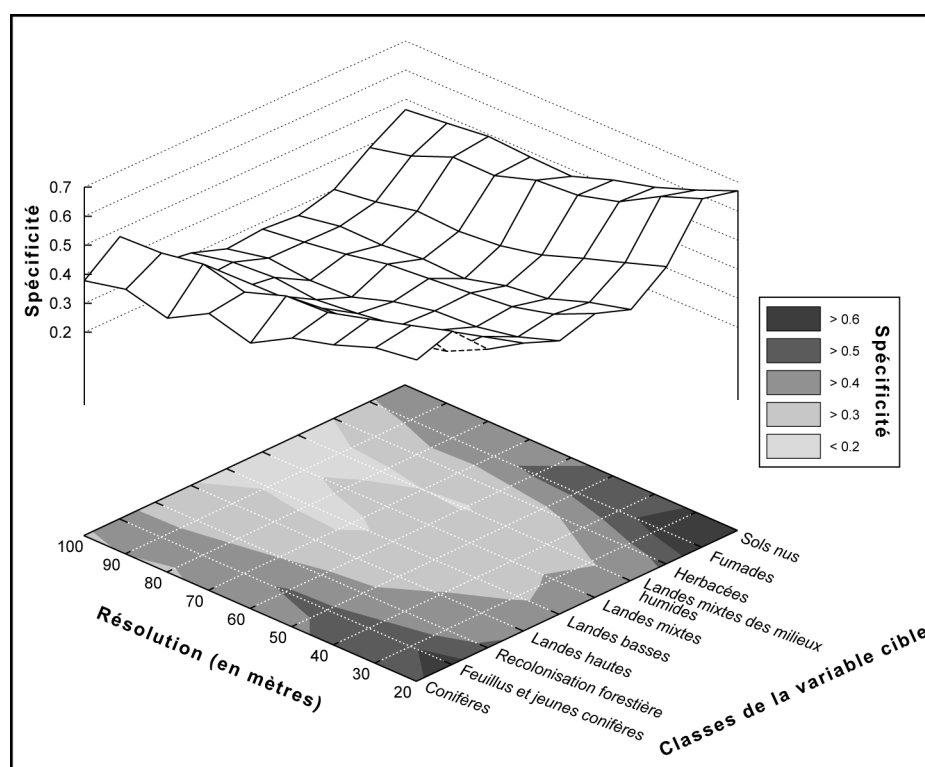 Spécificité
0.7
0.6
0.5
0.4
0.3
0.2
Spécificité
> 0.6
> 0.5
> 0.4
> 0.3
< 0.2
100
90
80
70
60
50
40
30
20
Résolution (en mètres)
Sols nus
Fumades
Herbacées
Landes mixtes des milieux
humides
Landes mixtes
Landes basses
Landes hautes
Recolonisation forestière
Feuillus et jeunes conifères
Conifères
Classes de la variable cible